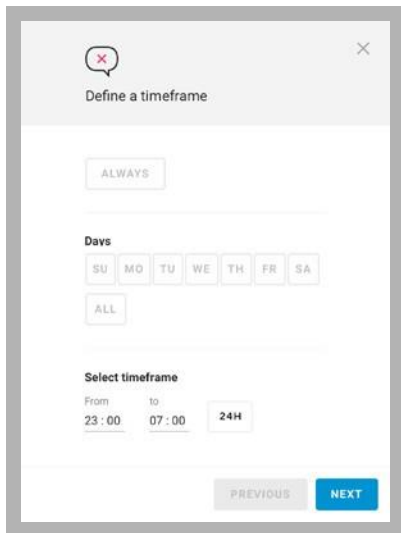 Define a timeframe
ALWAYS
Days
SU MO TU WE TH FR SA
ALL
Select timeframe
From to
23 : 00 07 : 00 24H
PREVIOUS NEXT